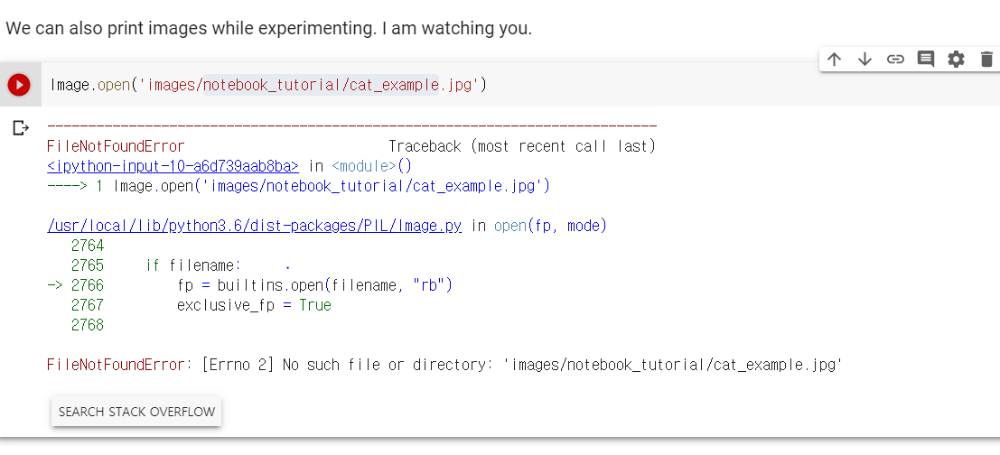 We can also print images while experimenting. I am watching you.
Image.open('images/notebook_tutorial/cat_example.jpg')
---------------------------------------------------------------------------
FileNotFoundError                         Traceback (most recent call last)
<ipython-input-10-a6d739aab8ba> in <module>()
----> 1 Image.open('images/notebook_tutorial/cat_example.jpg')
/usr/local/lib/python3.6/dist-packages/PIL/Image.py in open(fp, mode)
   2764
   2765     if filename:
-> 2766         fp = builtins.open(filename, "rb")
   2767         exclusive_fp = True
   2768
FileNotFoundError: [Errno 2] No such file or directory: 'images/notebook_tutorial/cat_example.jpg'
SEARCH STACK OVERFLOW